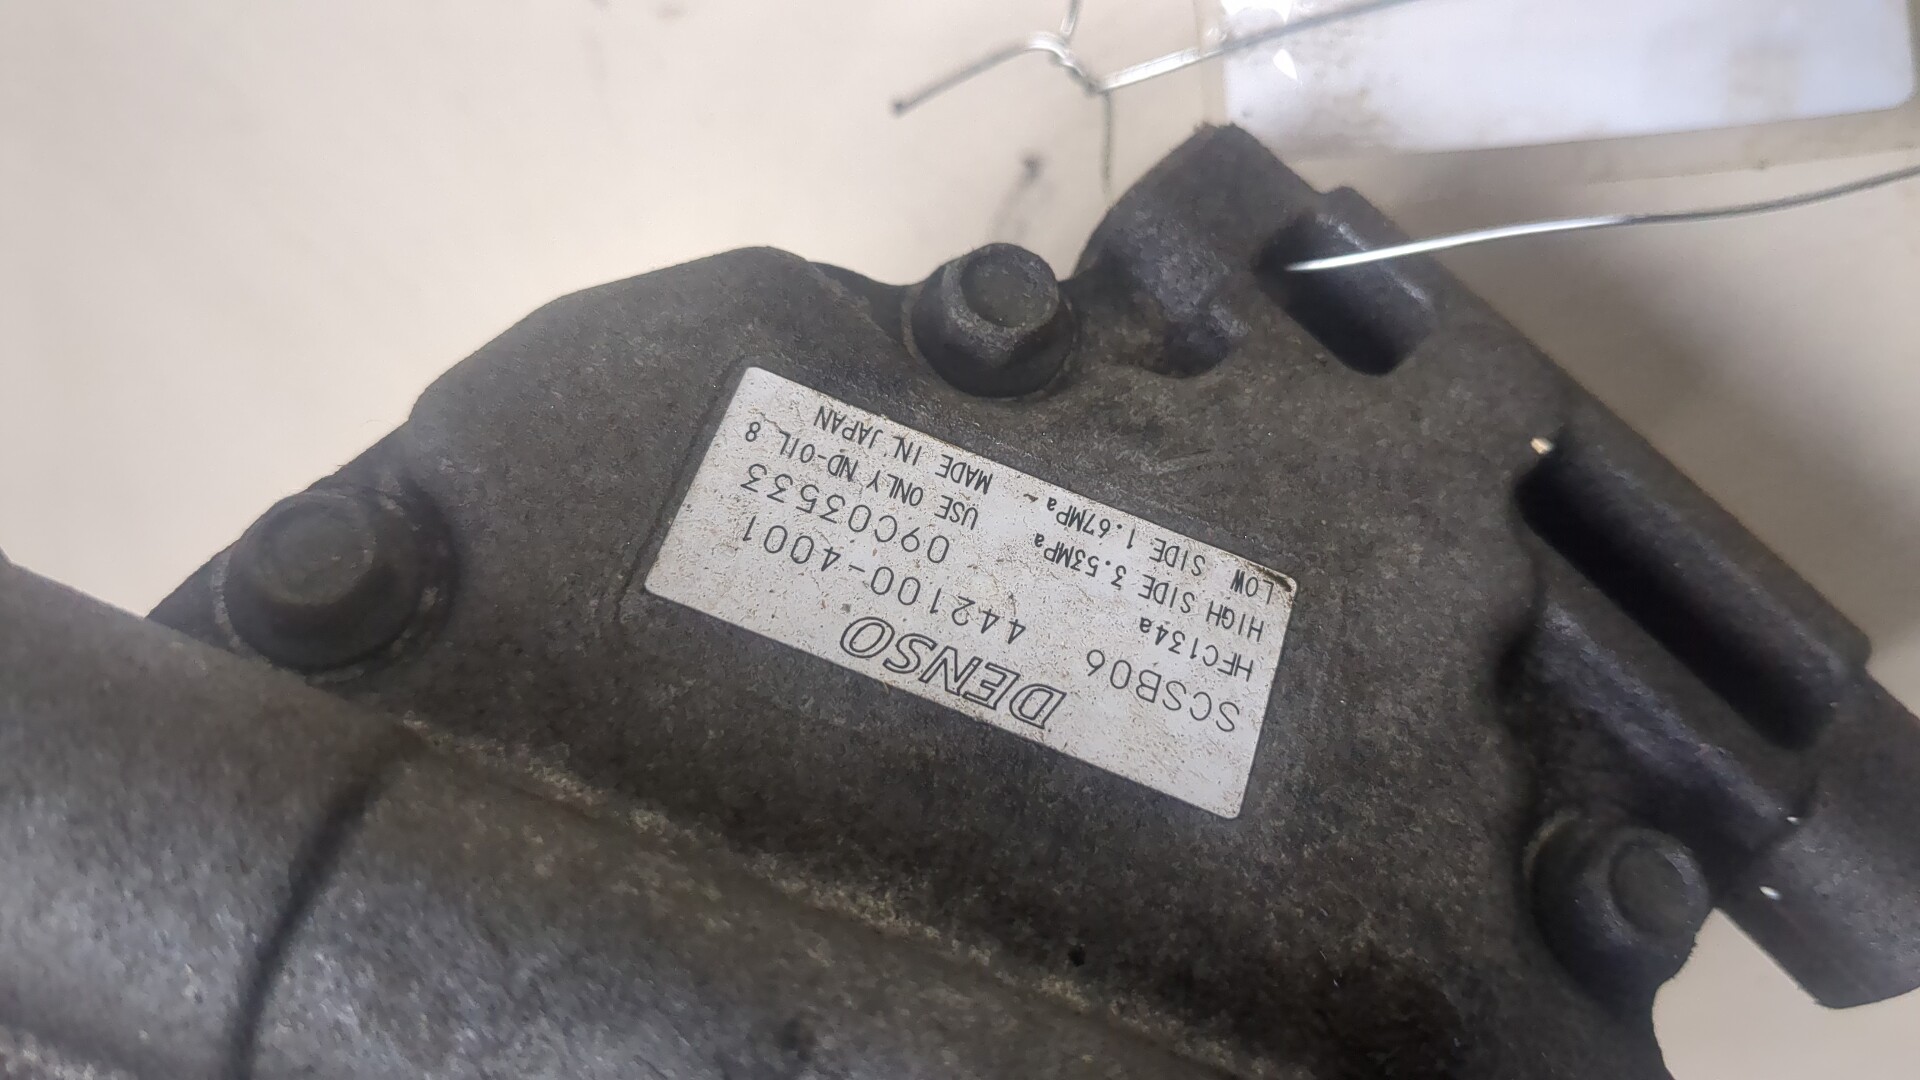 DENSO
SCSB06 442100-4001
HFC134a 09C03533
HIGH SIDE 3.53MPa USE ONLY ND-OIL 8
LOW SIDE 1.67MPa MADE IN JAPAN